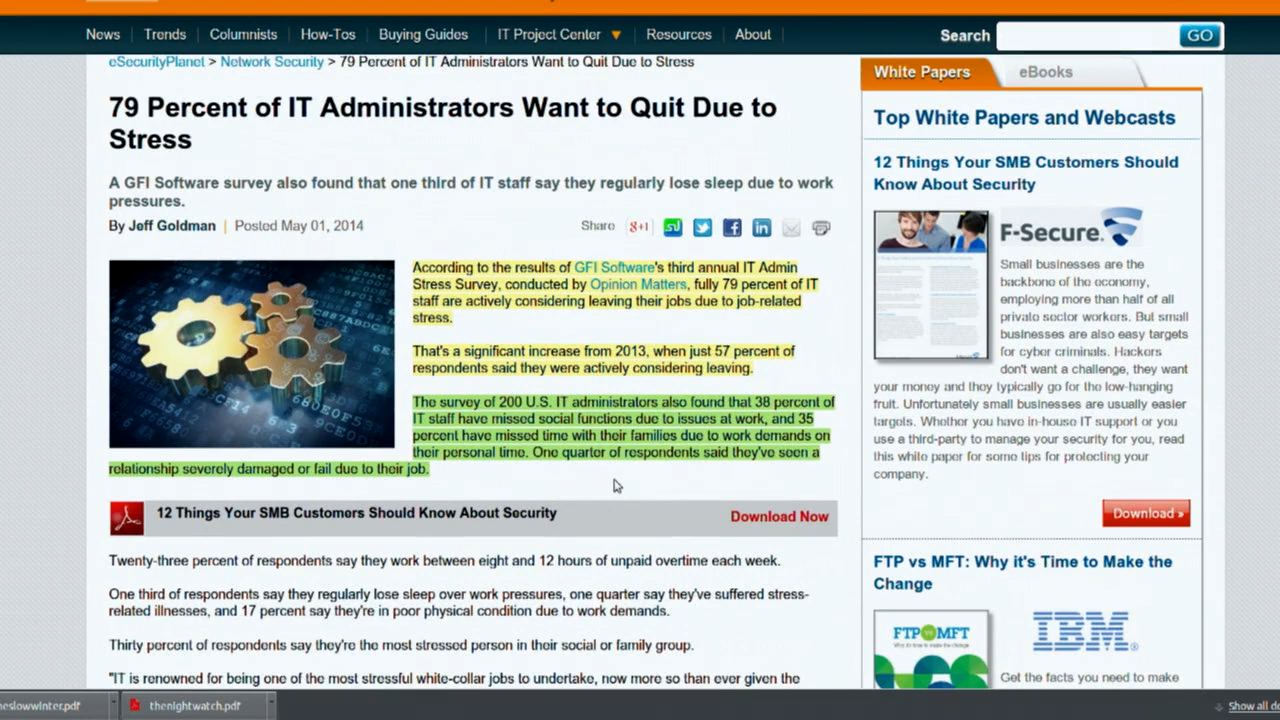 News Trends Columnists How-Tos Buying Guides IT Project Center Resources About Search GO
eSecurityPlanet > Network Security > 79 Percent of IT Administrators Want to Quit Due to Stress
79 Percent of IT Administrators Want to Quit Due to
Stress
A GFI Software survey also found that one third of IT staff say they regularly lose sleep due to work
pressures.
By Jeff Goldman | Posted May 01, 2014
Share
According to the results of GFI Software's third annual IT Admin
Stress Survey, conducted by Opinion Matters, fully 79 percent of IT
staff are actively considering leaving their jobs due to job-related
stress.
That's a significant increase from 2013, when just 57 percent of
respondents said they were actively considering leaving.
The survey of 200 U.S. IT administrators also found that 38 percent of
IT staff have missed social functions due to issues at work, and 35
percent have missed time with their families due to work demands on
their personal time. One quarter of respondents said they've seen a
relationship severely damaged or fail due to their job.
12 Things Your SMB Customers Should Know About Security Download Now
Twenty-three percent of respondents say they work between eight and 12 hours of unpaid overtime each week.
One third of respondents say they regularly lose sleep over work pressures, one quarter say they've suffered stress-
related illnesses, and 17 percent say they're in poor physical condition due to work demands.
Thirty percent of respondents say they're the most stressed person in their social or family group.
"IT is renowned for being one of the most stressful white-collar jobs to undertake, now more so than ever given the
White Papers eBooks
Top White Papers and Webcasts
12 Things Your SMB Customers Should
Know About Security
F-Secure.
Small businesses are the
backbone of the economy,
employing more than half of all
private sector workers. But small
businesses are also easy targets
for cyber criminals. Hackers
don't want a challenge, they want
your money and they typically go for the low-hanging
fruit. Unfortunately small businesses are usually easier
targets. Whether you have in-house IT support or you
use a third-party to manage your security for you, read
this white paper for some tips for protecting your
company.
Download »
FTP vs MFT: Why it's Time to Make the
Change
FTP vs MFT
IBM
Get the facts you need to make
theslowwinter.pdf thenightwatch.pdf Show all